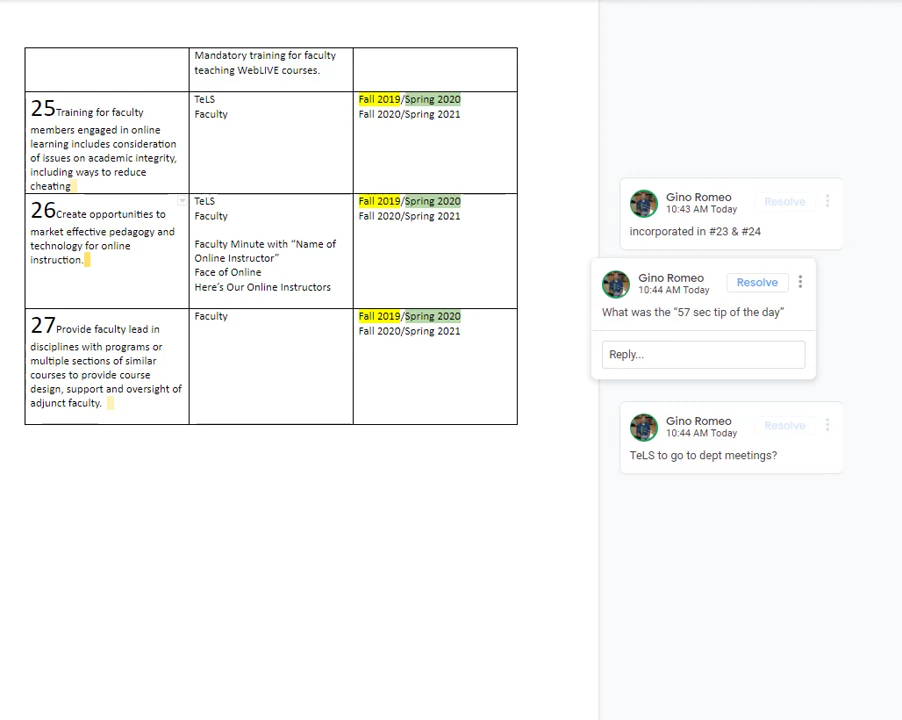 Mandatory training for faculty
teaching WebLIVE courses.
25Training for faculty
members engaged in online
learning includes consideration
of issues on academic integrity,
including ways to reduce
cheating
TeLS
Faculty
Fall 2019/Spring 2020
Fall 2020/Spring 2021
26Create opportunities to
market effective pedagogy and
technology for online
instruction.
TeLS
Faculty
Faculty Minute with “Name of
Online Instructor”
Face of Online
Here’s Our Online Instructors
Fall 2019/Spring 2020
Fall 2020/Spring 2021
27Provide faculty lead in
disciplines with programs or
multiple sections of similar
courses to provide course
design, support and oversight of
adjunct faculty.
Faculty
Fall 2019/Spring 2020
Fall 2020/Spring 2021
Gino Romeo
10:43 AM Today
Resolve
incorporated in #23 & #24
Gino Romeo
10:44 AM Today
Resolve
What was the “57 sec tip of the day”
Reply...
Gino Romeo
10:44 AM Today
Resolve
TeLS to go to dept meetings?